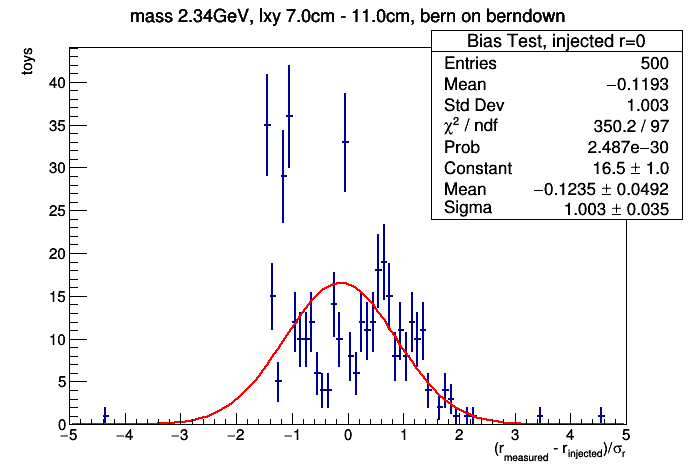 mass 2.34GeV, lxy 7.0cm - 11.0cm, bern on berndown
Bias Test, injected r=0
Entries 500
Mean −0.1193
Std Dev 1.003
χ² / ndf 350.2 / 97
Prob 2.487e−30
Constant 16.5 ± 1.0
Mean −0.1235 ± 0.0492
Sigma 1.003 ± 0.035
toys
40
35
30
25
20
15
10
5
0
−5 −4 −3 −2 −1 0 1 2 3 4 5
(r_measured - r_injected)/σ_r